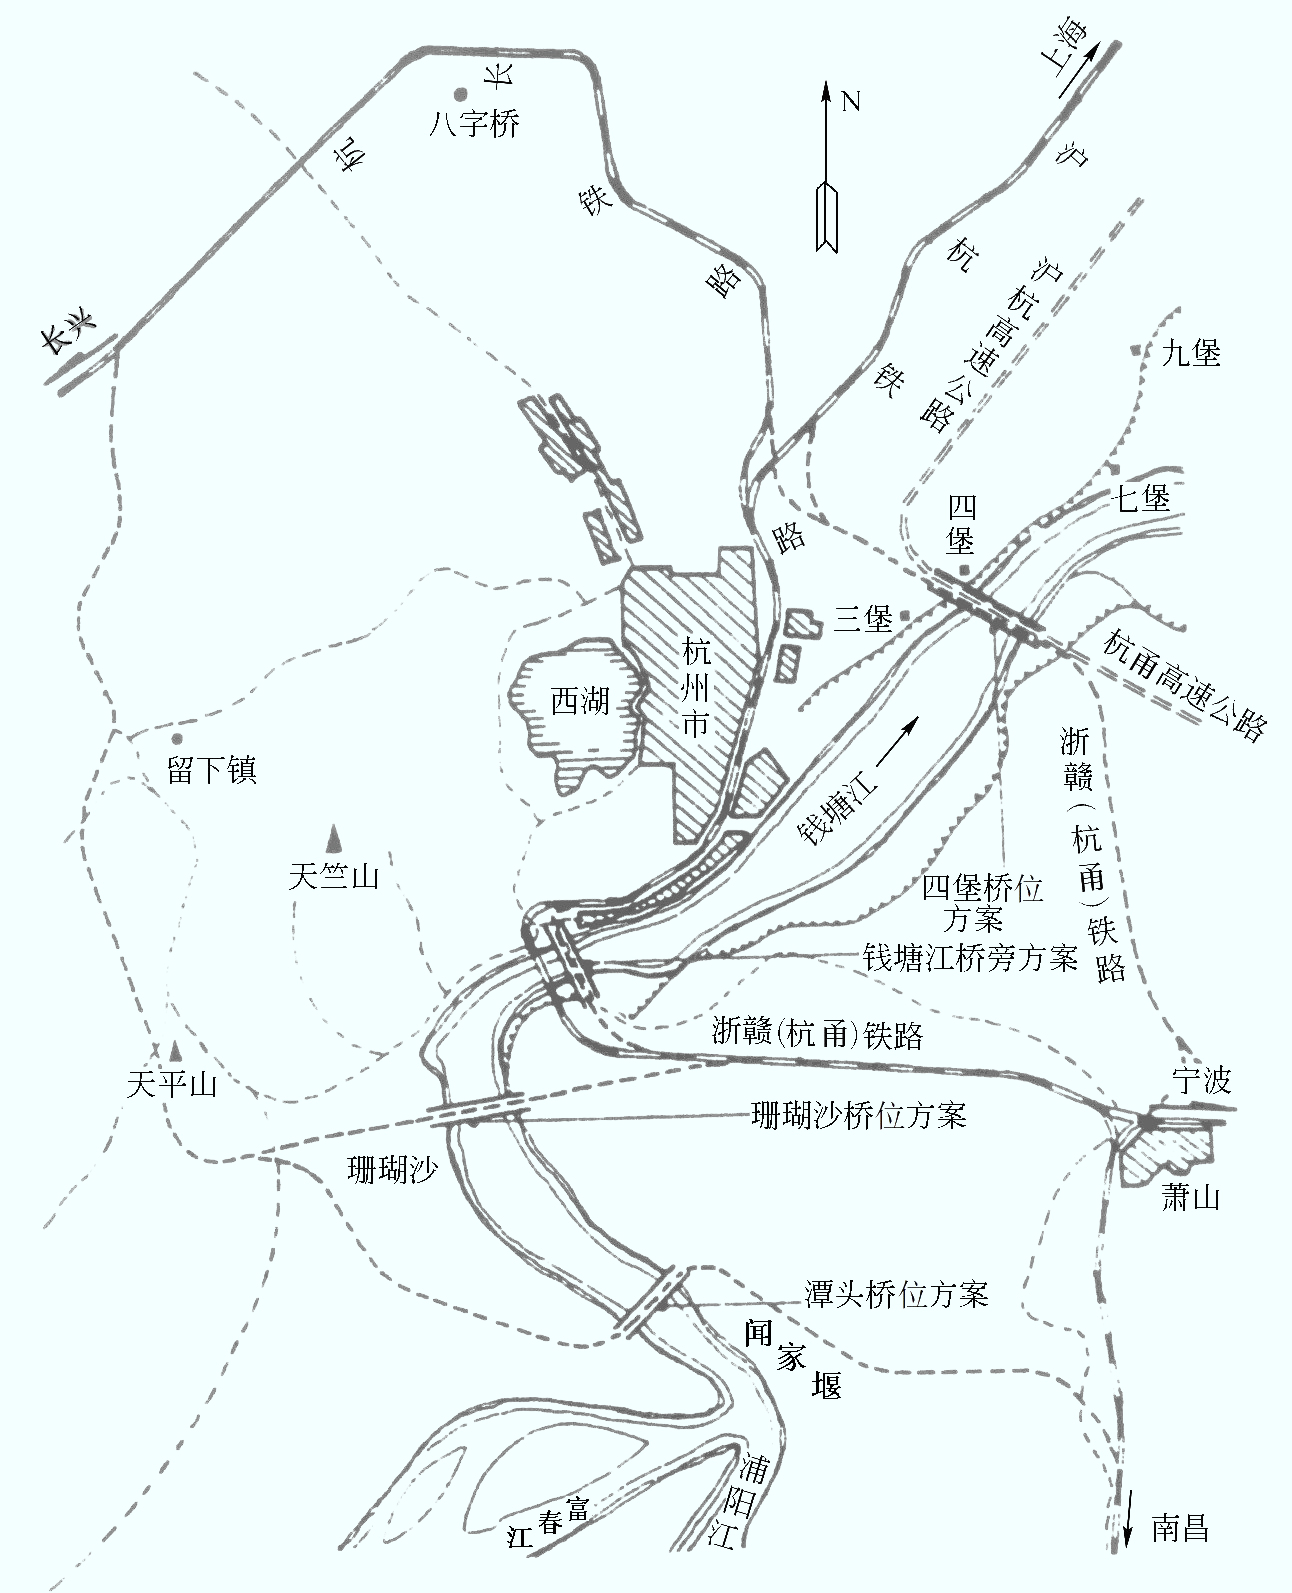 上海
N
长
八字桥
杭
铁
路
沪
杭
铁
路
沪杭高速公路
长兴
九堡
七堡
四堡
三堡
杭州市
西湖
杭甬高速公路
留下镇
浙赣(杭甬)铁路
钱塘江
天竺山
四堡桥位
方案
钱塘江桥旁方案
浙赣(杭甬)铁路
天平山
宁波
珊瑚沙桥位方案
珊瑚沙
萧山
潭头桥位方案
闻家堰
浦阳江
富春江
南昌